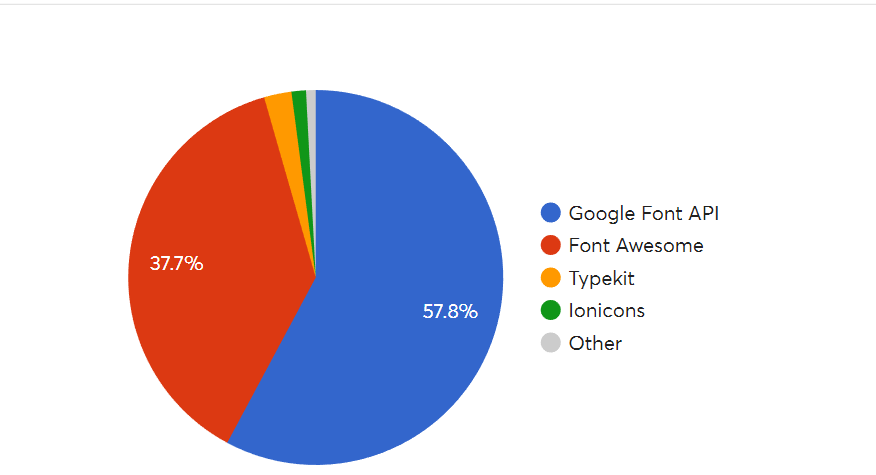 37.7%
57.8%
Google Font API
Font Awesome
Typekit
Ionicons
Other